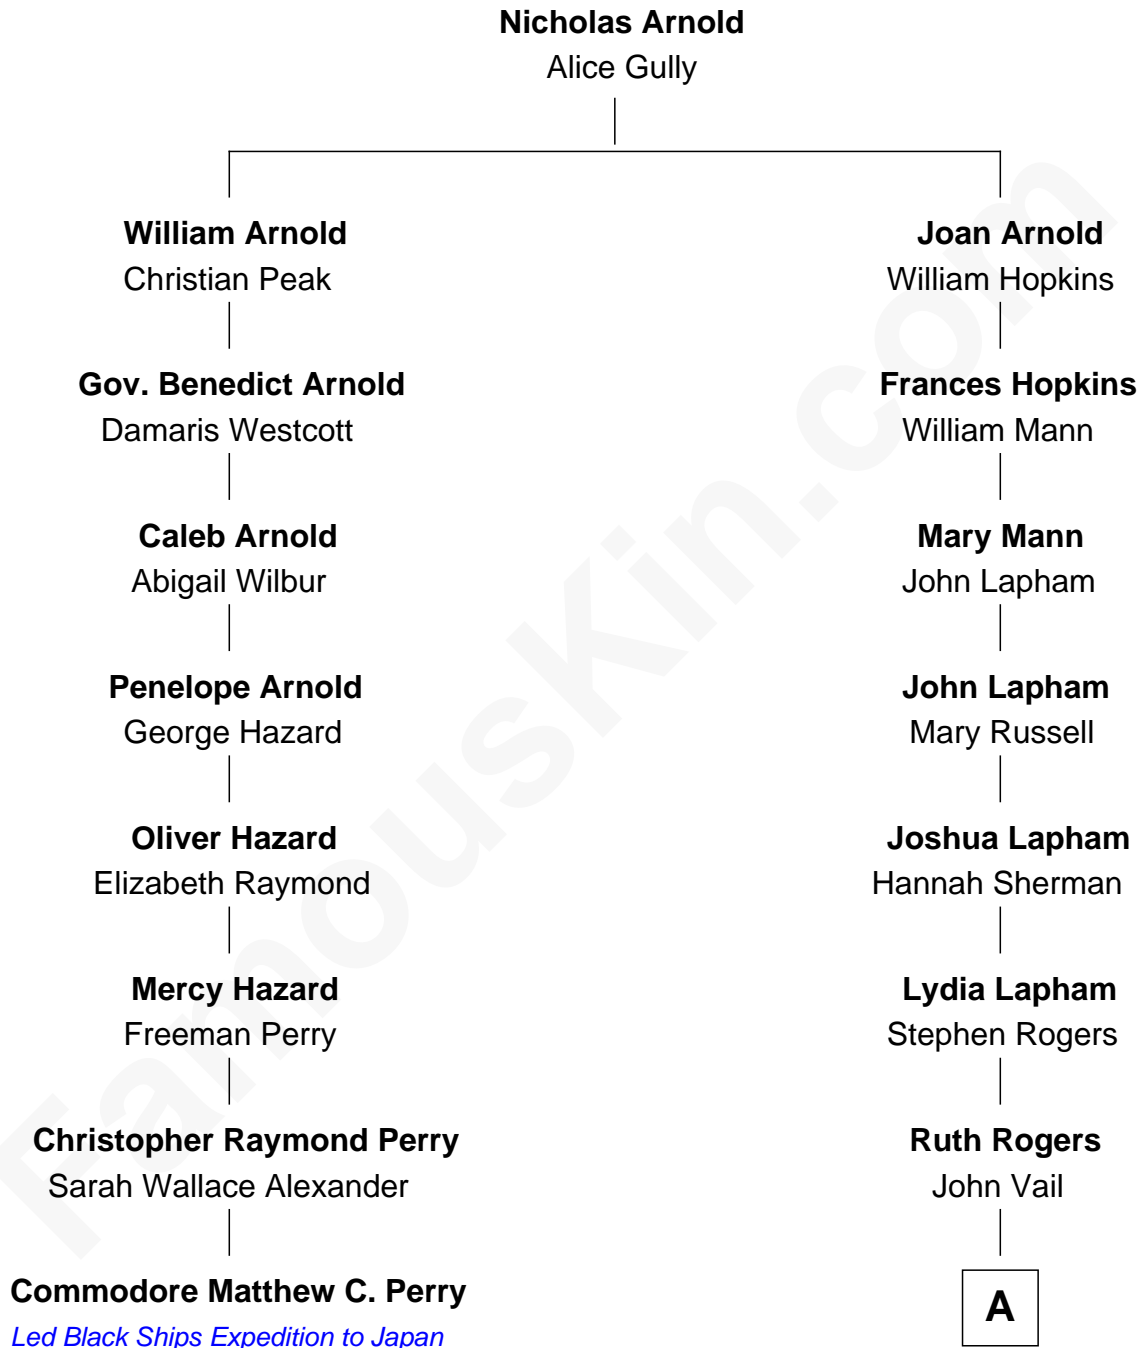 Nicholas Arnold
Alice Gully
William Arnold
Christian Peak
Joan Arnold
William Hopkins
Gov. Benedict Arnold
Damaris Westcott
Frances Hopkins
William Mann
Caleb Arnold
Abigail Wilbur
Mary Mann
John Lapham
Penelope Arnold
George Hazard
John Lapham
Mary Russell
Oliver Hazard
Elizabeth Raymond
Joshua Lapham
Hannah Sherman
Mercy Hazard
Freeman Perry
Lydia Lapham
Stephen Rogers
Christopher Raymond Perry
Sarah Wallace Alexander
Ruth Rogers
John Vail
Commodore Matthew C. Perry
Led Black Ships Expedition to Japan
A
FamousKin.com